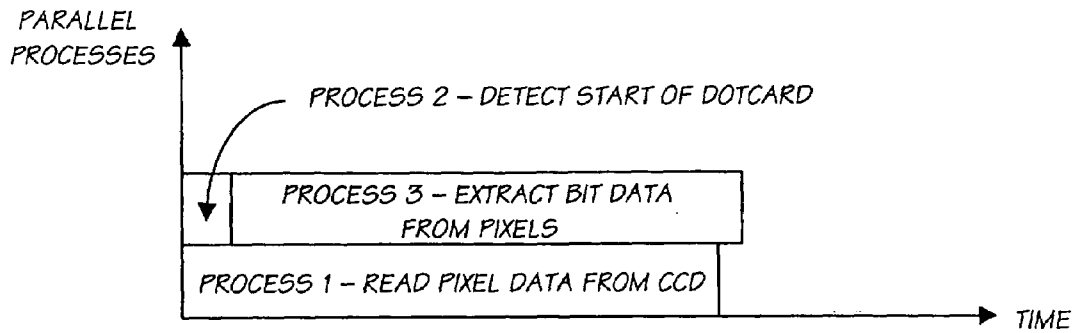 PARALLEL
PROCESSES
PROCESS 2 – DETECT START OF DOTCARD
PROCESS 3 – EXTRACT BIT DATA
FROM PIXELS
PROCESS 1 – READ PIXEL DATA FROM CCD
TIME